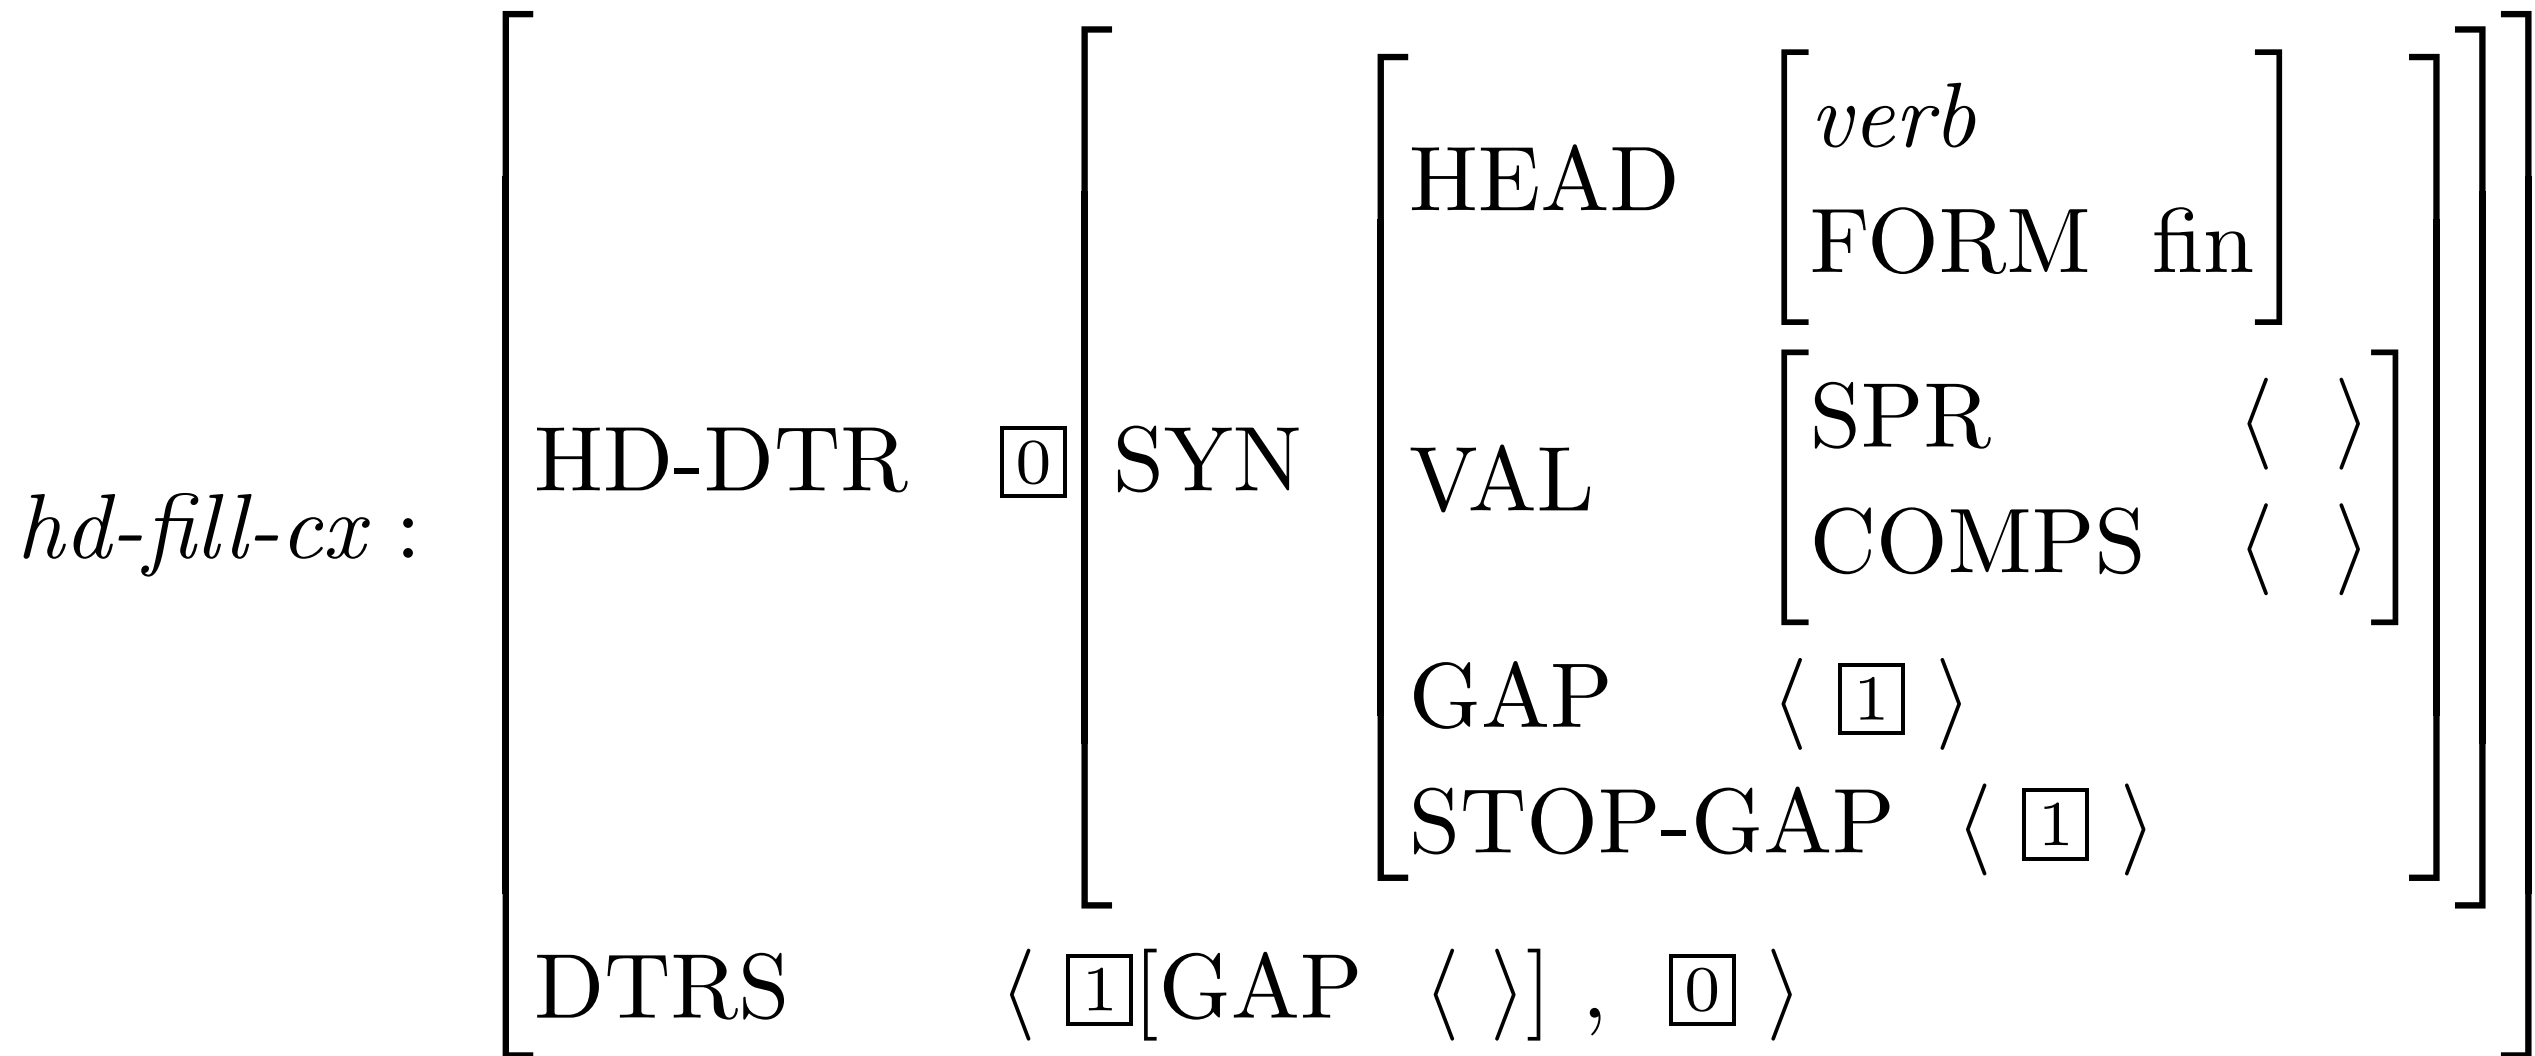 verb
HEAD
FORM fin
SPR ⟨ ⟩
HD-DTR 0 SYN
VAL
hd-fill-cx :
COMPS ⟨ ⟩
GAP ⟨ 1 ⟩
STOP-GAP ⟨ 1 ⟩
DTRS ⟨ 1 [GAP ⟨ ⟩] , 0 ⟩